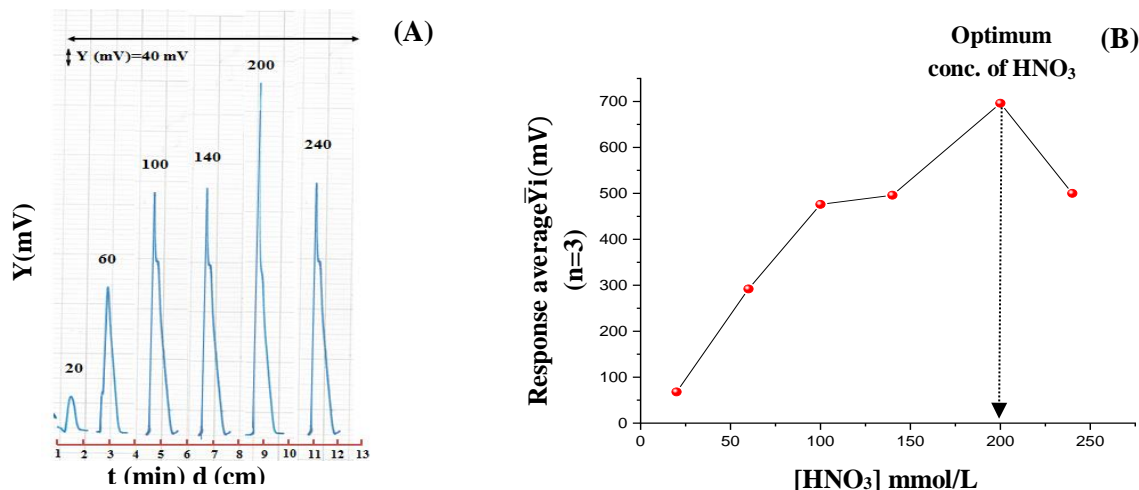 (A)
Y (mV)=40 mV
20
60
100
140
200
240
Y(mV)
1 2 3 4 5 6 7 8 9 10 11 12 13
t (min) d (cm)
(B)
Optimum
conc. of HNO₃
Response averageȲi(mV)
(n=3)
700
600
500
400
300
200
100
0
0 50 100 150 200 250
[HNO₃] mmol/L